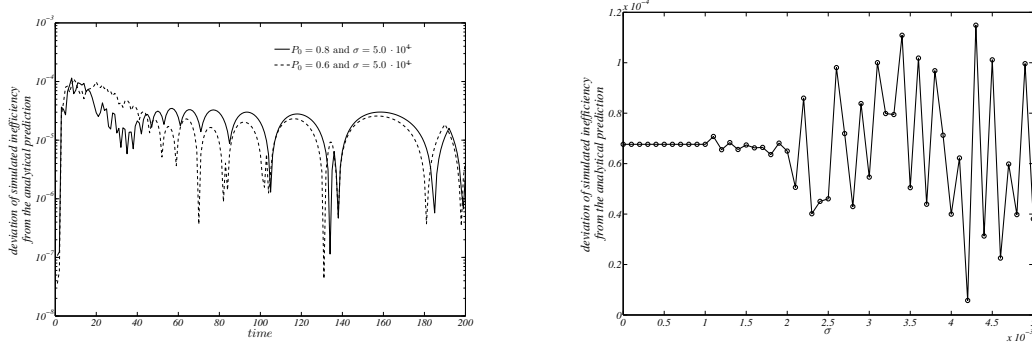 deviation of simulated inefficiency
from the analytical prediction
10⁻³
10⁻⁴
10⁻⁵
10⁻⁶
10⁻⁷
10⁻⁸
P₀ = 0.8 and σ = 5.0 · 10⁴
P₀ = 0.6 and σ = 5.0 · 10⁴
0 20 40 60 80 100 120 140 160 180 200
time
deviation of simulated inefficiency
from the analytical prediction
x 10⁻⁴
1.2
1
0.8
0.6
0.4
0.2
0
0 0.5 1 1.5 2 2.5 3 3.5 4 4.5 5
σ
x 10⁻³